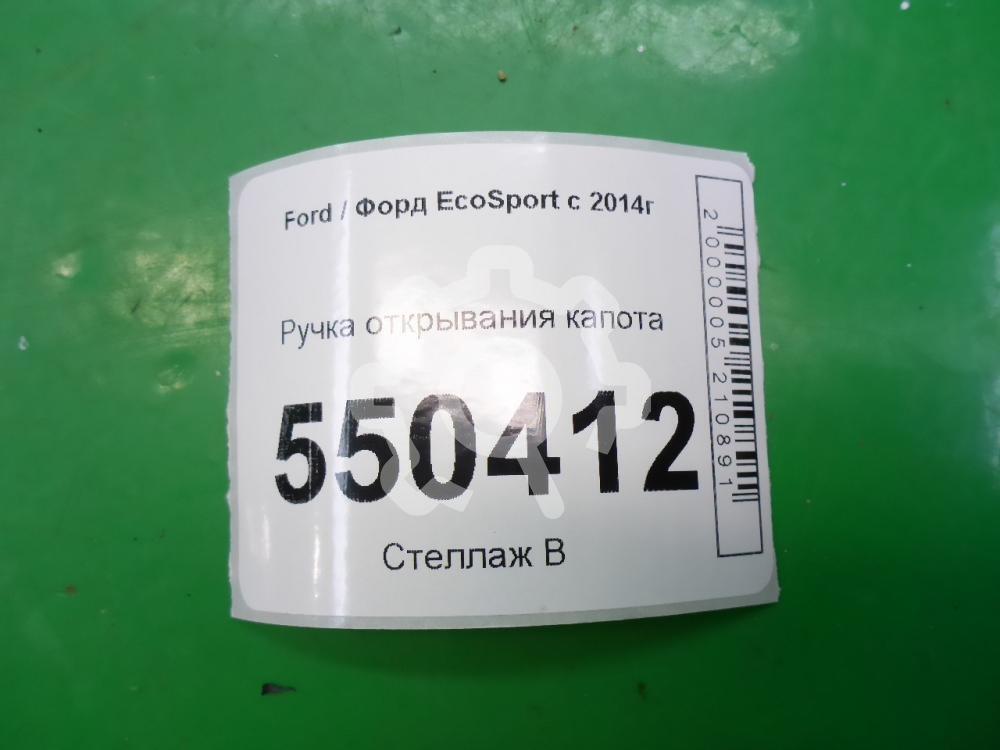 Ford / Форд EcoSport с 2014г
Ручка открывания капота
550412
Стеллаж В
2000005210891